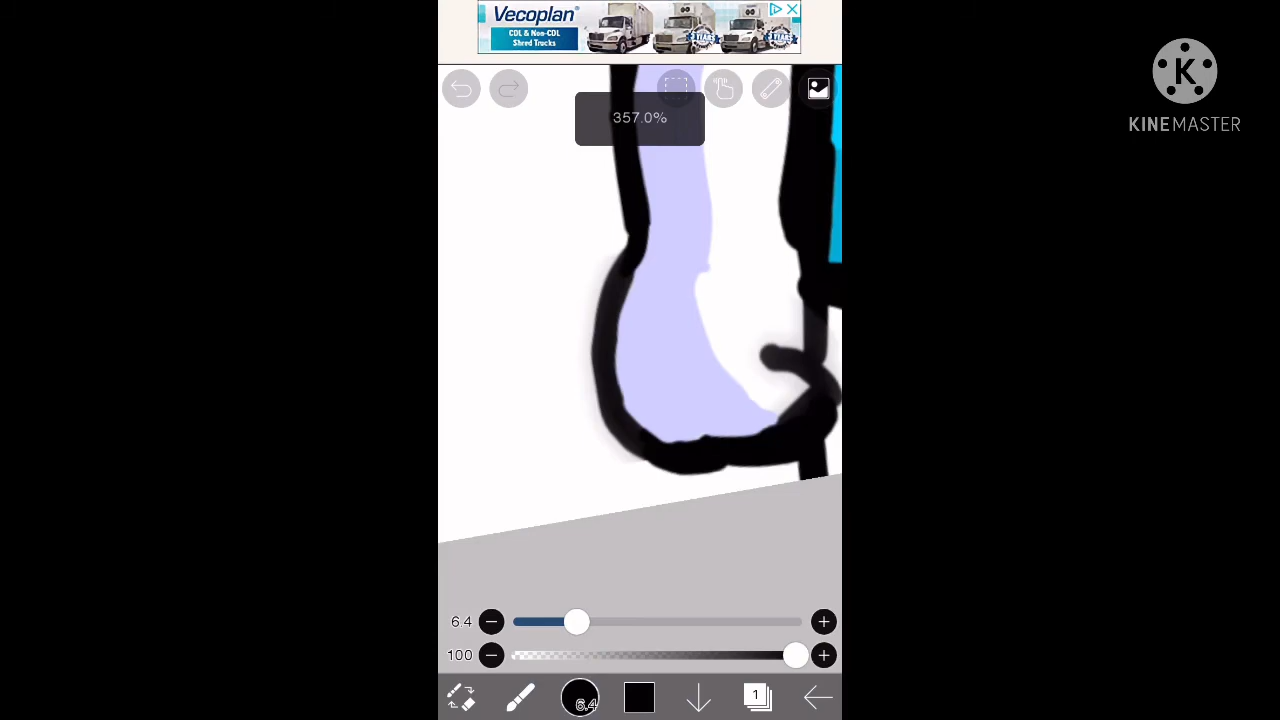 Vecoplan®
CDL & Non-CDL
Shred Trucks
357.0%
K
KINEMASTER
6.4
100
6.4
1